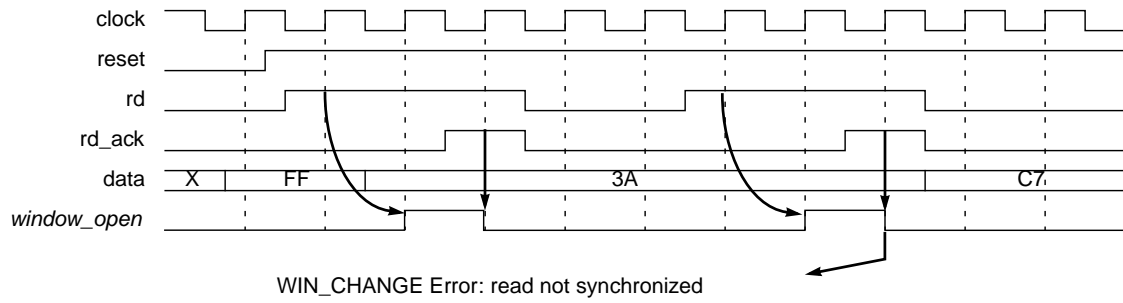 clock
reset
rd
rd_ack
data X FF 3A C7
window_open
WIN_CHANGE Error: read not synchronized